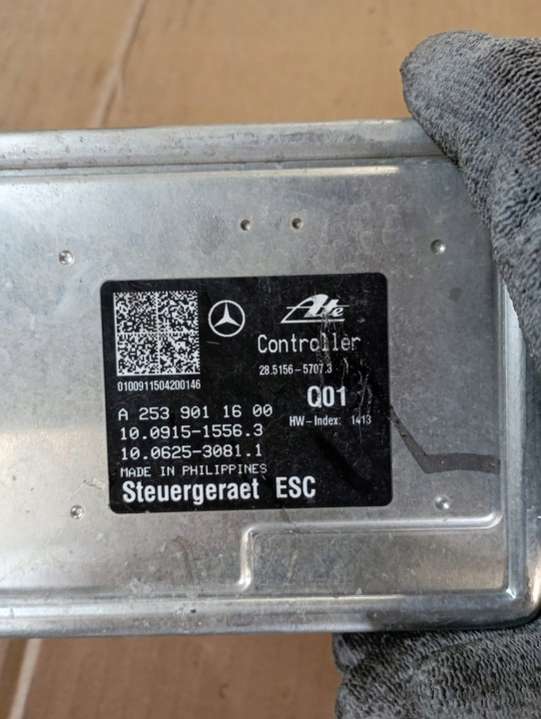 Ate
Controller
28.5156-5707.3
0100911504200146
Q01
HW-Index: 1413
A 253 901 16 00
10.0915-1556.3
10.0625-3081.1
MADE IN PHILIPPINES
Steuergeraet ESC